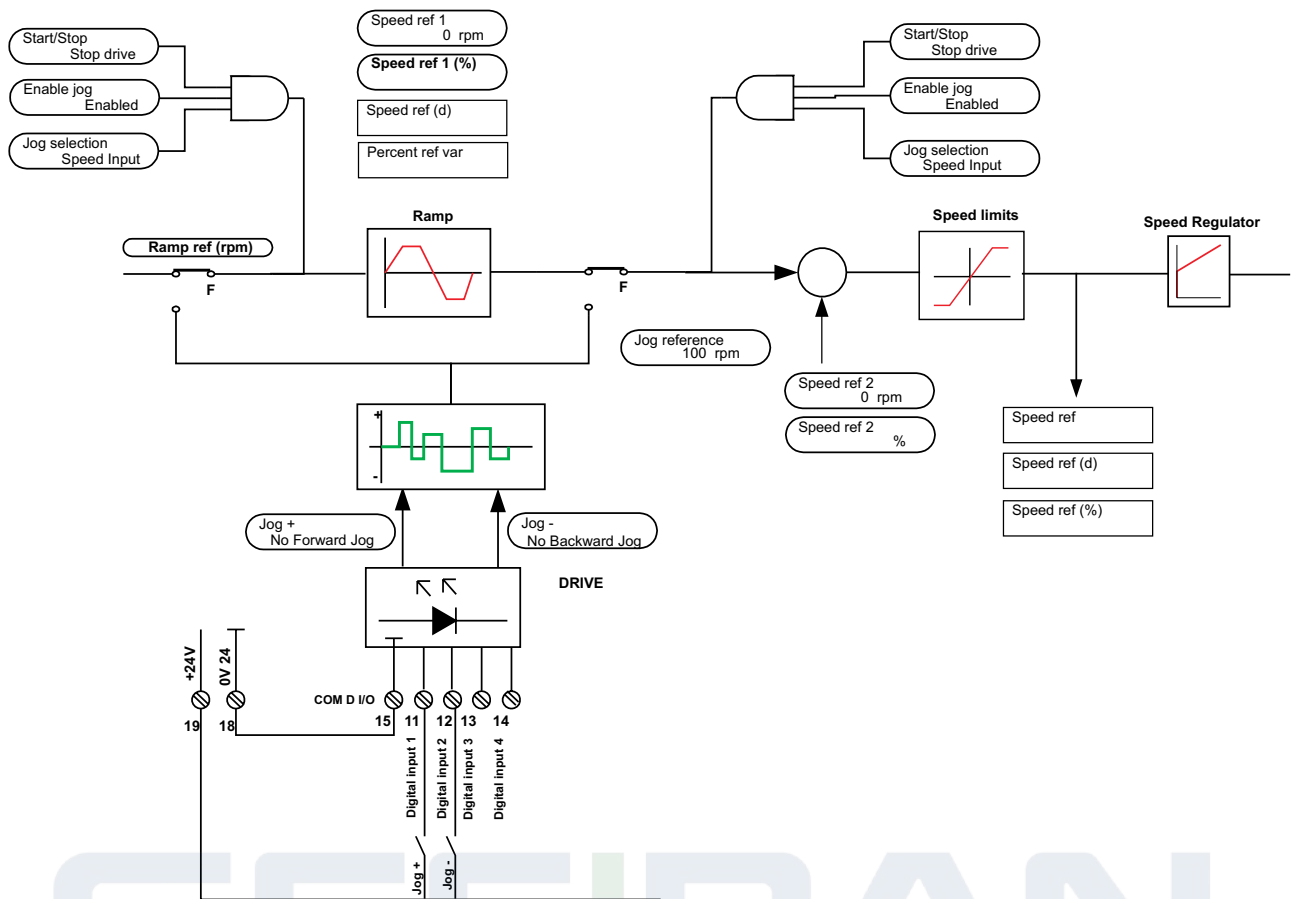 Start/Stop
Stop drive
Enable jog
Enabled
Jog selection
Speed Input
Speed ref 1
0 rpm
Speed ref 1 (%)
Speed ref (d)
Percent ref var
Start/Stop
Stop drive
Enable jog
Enabled
Jog selection
Speed Input
Ramp ref (rpm)
F
Ramp
F
Speed limits
Speed Regulator
Jog reference
100 rpm
Speed ref 2
0 rpm
Speed ref 2
%
Speed ref
Speed ref (d)
Speed ref (%)
+
-
Jog +
No Forward Jog
Jog -
No Backward Jog
DRIVE
+24V
0V 24
COM D I/O
19
18
15
11
12
13
14
Digital input 1
Digital input 2
Digital input 3
Digital input 4
Jog +
Jog -
GEFRAN